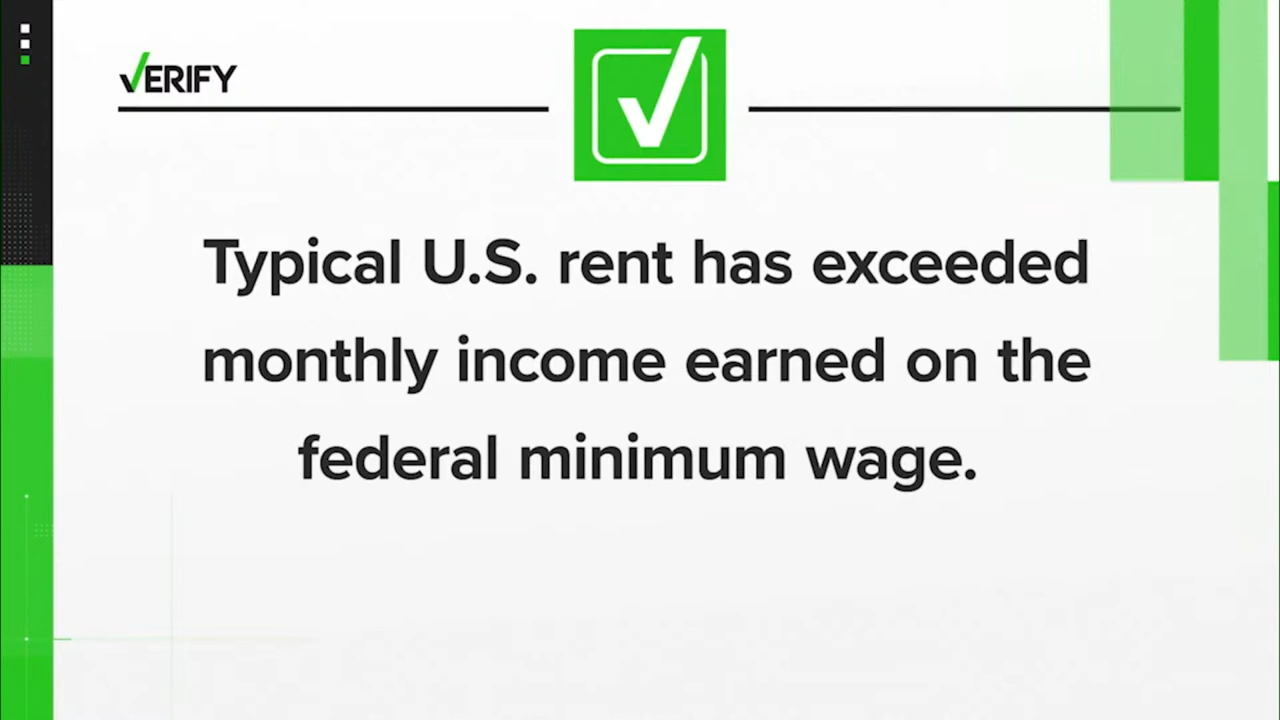 VERIFY
Typical U.S. rent has exceeded
monthly income earned on the
federal minimum wage.